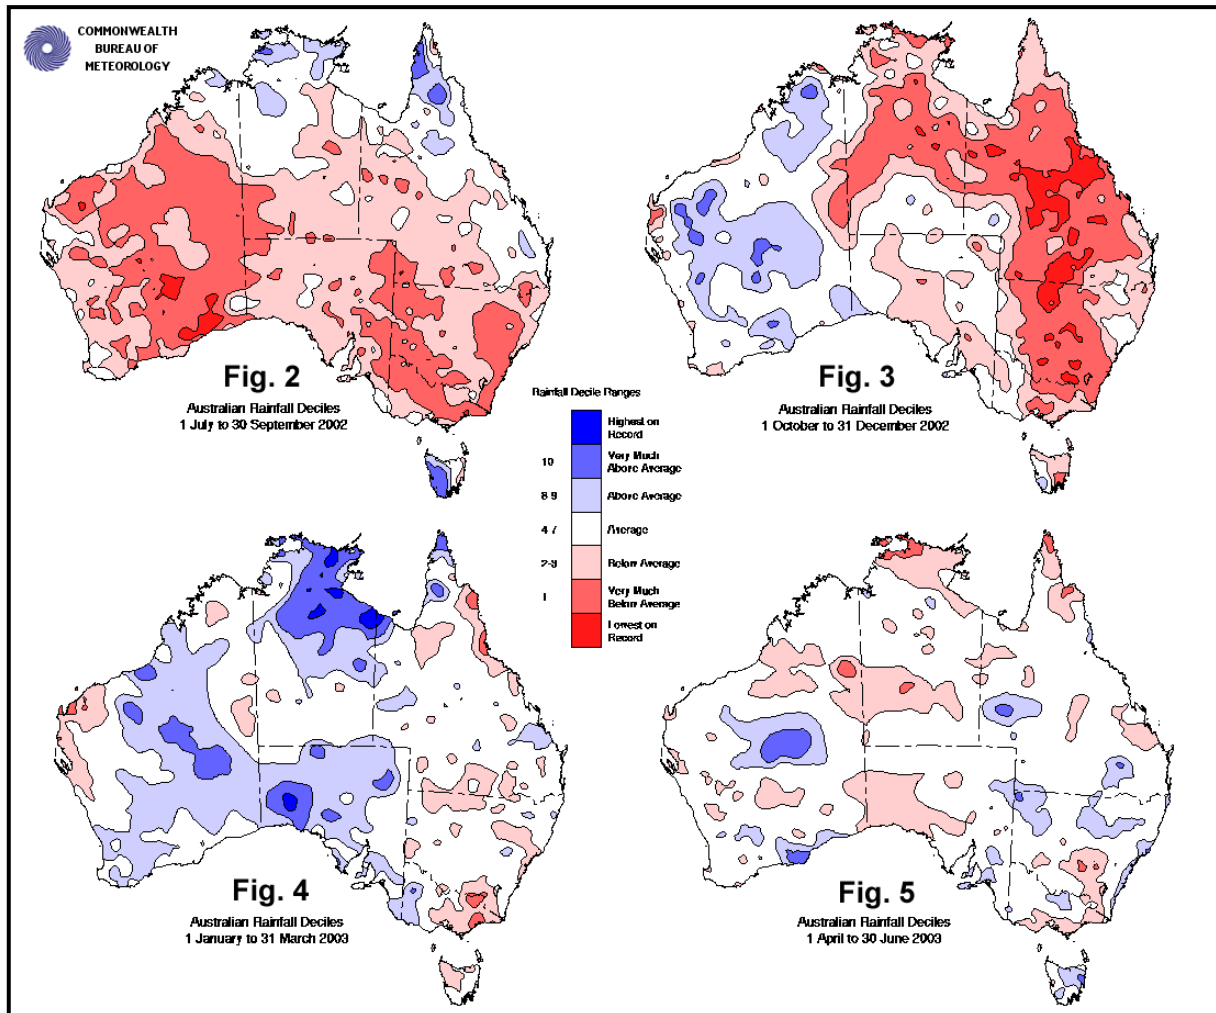 COMMONWEALTH
BUREAU OF
METEOROLOGY
Fig. 2
Australian Rainfall Deciles
1 July to 30 September 2002
Fig. 3
Australian Rainfall Deciles
1 October to 31 December 2002
Rainfall Decile Ranges
Highest on
Record
10
Very Much
Above Average
8-9
Above Average
4-7
Average
2-3
Below Average
1
Very Much
Below Average
Lowest on
Record
Fig. 4
Australian Rainfall Deciles
1 January to 31 March 2003
Fig. 5
Australian Rainfall Deciles
1 April to 30 June 2003